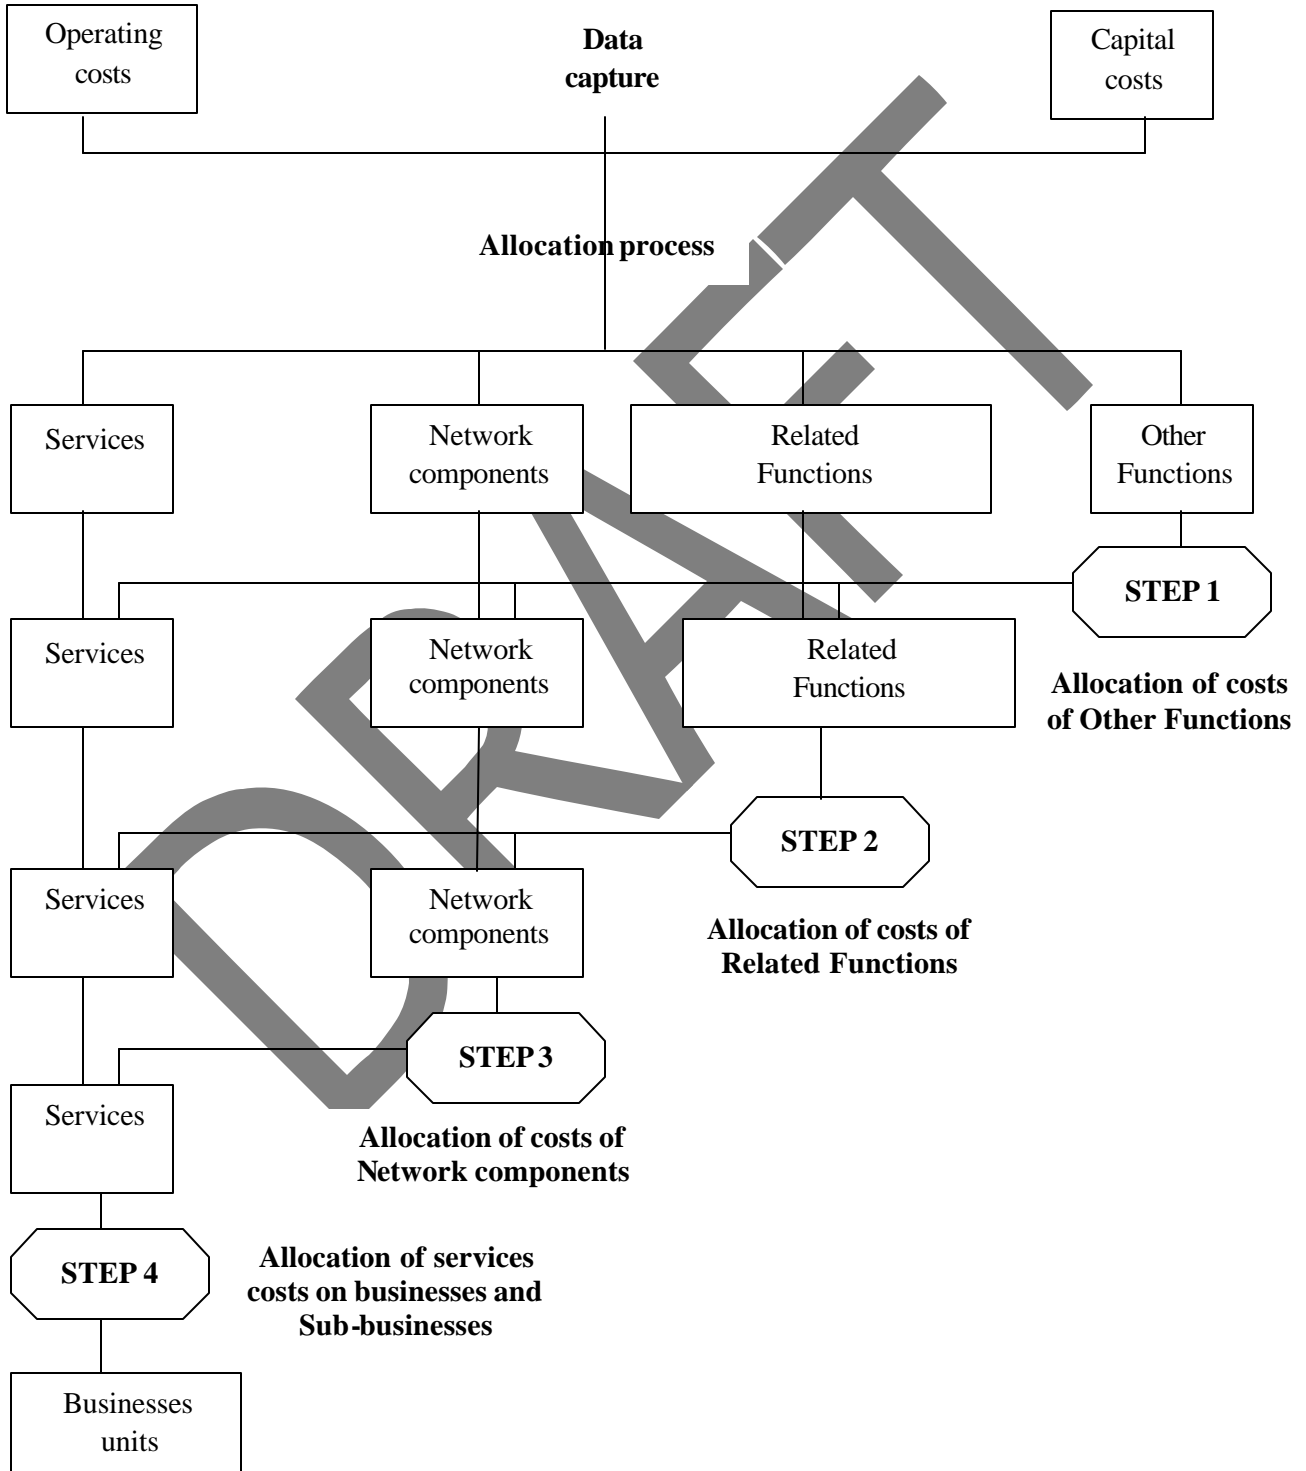 Operating
costs
Data
capture
Capital
costs
Allocation process
Services
Network
components
Related
Functions
Other
Functions
STEP 1
Services
Network
components
Related
Functions
Allocation of costs
of Other Functions
STEP 2
Services
Network
components
Allocation of costs of
Related Functions
STEP 3
Services
Allocation of costs of
Network components
STEP 4
Allocation of services
costs on businesses and
Sub-businesses
Businesses
units
DRAFT